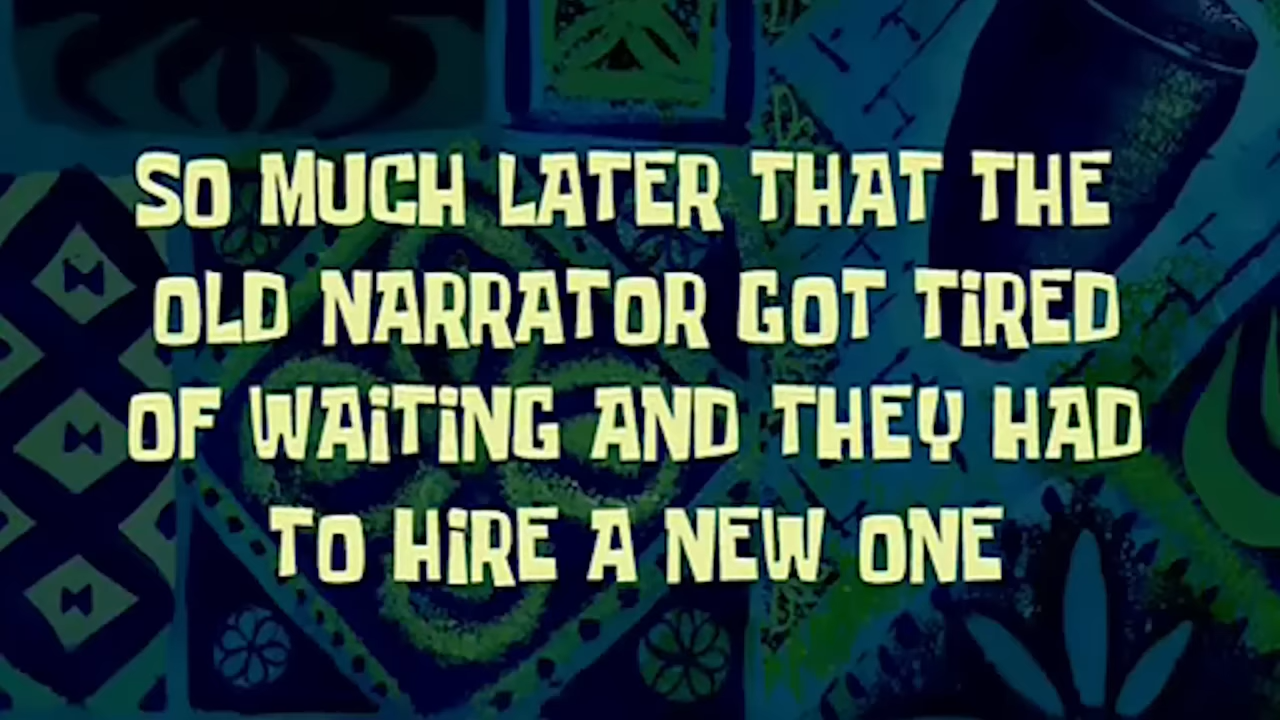 SO MUCH LATER THAT THE
OLD NARRATOR GOT TiRED
OF WAiTiNG AND THEY HAD
TO HiRE A NEW ONE